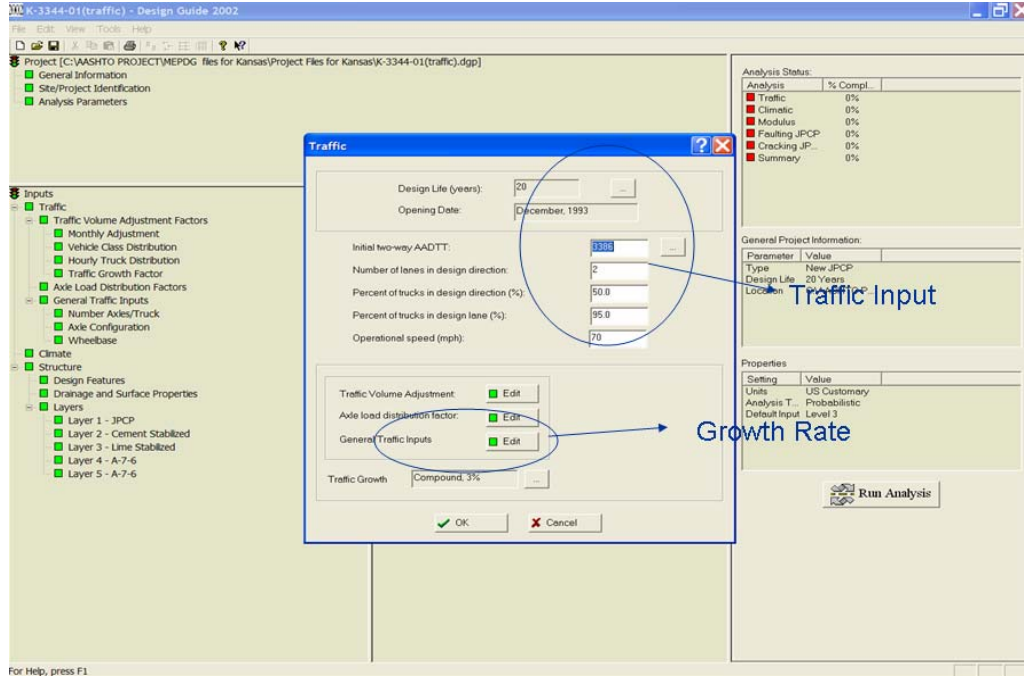 K-3344-01(traffic) - Design Guide 2002
File Edit View Tools Help
Project [C:\AASHTO PROJECT\MEPDG files for Kansas\Project Files for Kansas\K-3344-01(traffic).dgp]
General Information
Site/Project Identification
Analysis Parameters
Inputs
Traffic
Traffic Volume Adjustment Factors
Monthly Adjustment
Vehicle Class Distribution
Hourly Truck Distribution
Traffic Growth Factor
Axle Load Distribution Factors
General Traffic Inputs
Number Axles/Truck
Axle Configuration
Wheelbase
Climate
Structure
Design Features
Drainage and Surface Properties
Layers
Layer 1 - JPCP
Layer 2 - Cement Stabilized
Layer 3 - Lime Stabilized
Layer 4 - A-7-6
Layer 5 - A-7-6
Traffic
Design Life (years): 20 ...
Opening Date: December, 1993
Initial two-way AADTT: 3386 ...
Number of lanes in design direction: 2
Percent of trucks in design direction (%): 50.0
Percent of trucks in design lane (%): 95.0
Operational speed (mph): 70
Traffic Volume Adjustment: Edit
Axle load distribution factor: Edit
General Traffic Inputs Edit
Traffic Growth Compound, 3% ...
OK Cancel
Analysis Status:
Analysis % Compl...
Traffic 0%
Climatic 0%
Modulus 0%
Faulting JPCP 0%
Cracking JP... 0%
Summary 0%
General Project Information:
Parameter Value
Type New JPCP
Design Life 20 Years
Location
Traffic Input
Properties
Setting Value
Units US Customary
Analysis T... Probabilistic
Default Input Level 3
Growth Rate
Run Analysis
For Help, press F1